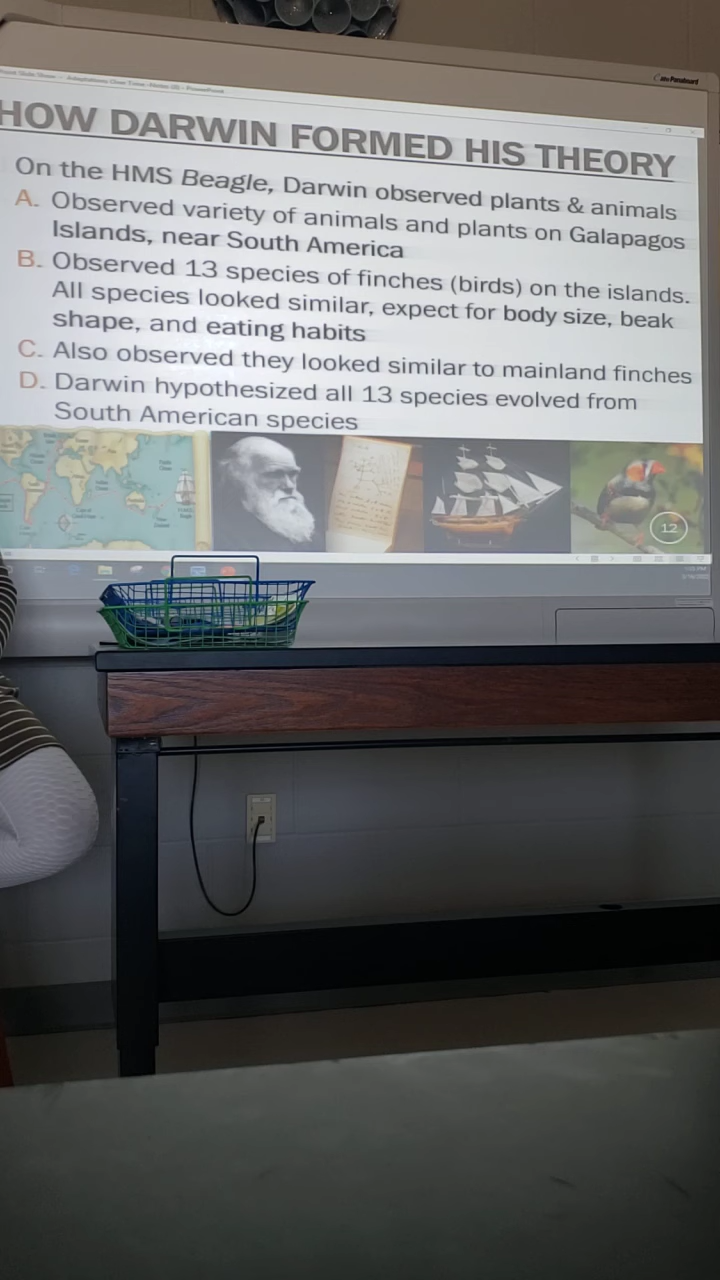 HOW DARWIN FORMED HIS THEORY
On the HMS Beagle, Darwin observed plants & animals
A. Observed variety of animals and plants on Galapagos
Islands, near South America
B. Observed 13 species of finches (birds) on the islands.
All species looked similar, expect for body size, beak
shape, and eating habits
C. Also observed they looked similar to mainland finches
D. Darwin hypothesized all 13 species evolved from
South American species
12